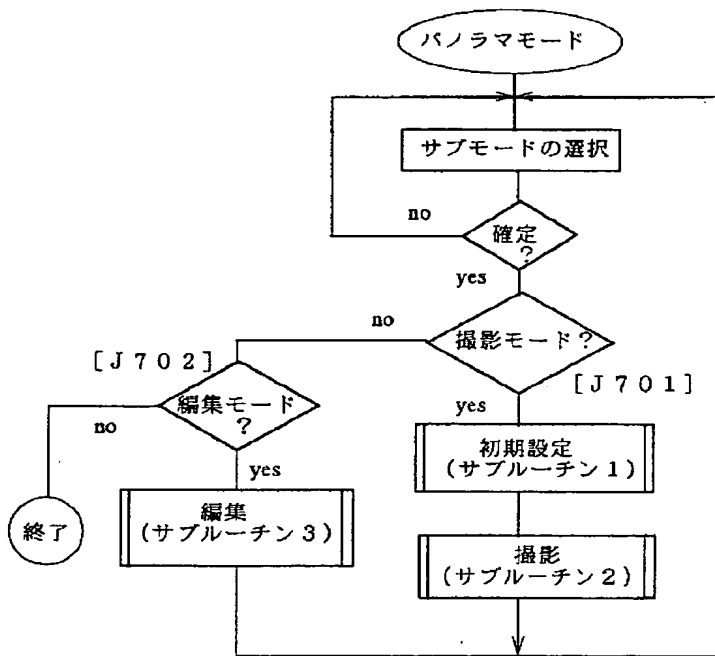 パノラマモード
サブモードの選択
no
確定
?
yes
no
撮影モード?
[J702]
[J701]
編集モード
?
no
yes
yes
初期設定
(サブルーチン1)
編集
(サブルーチン3)
終了
撮影
(サブルーチン2)